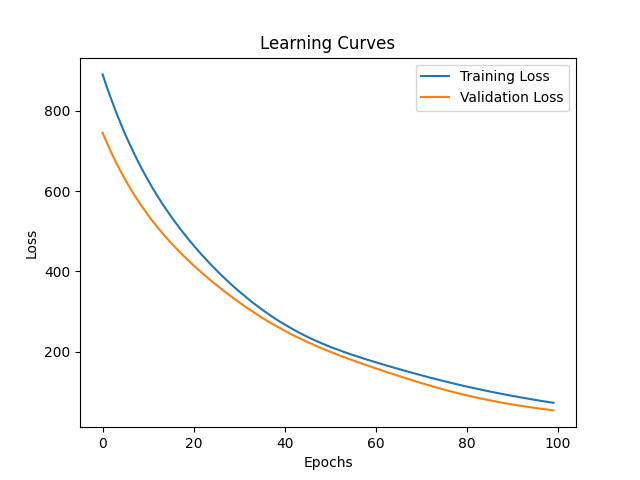 Learning Curves
Training Loss
Validation Loss
800
600
400
200
Loss
0 20 40 60 80 100
Epochs